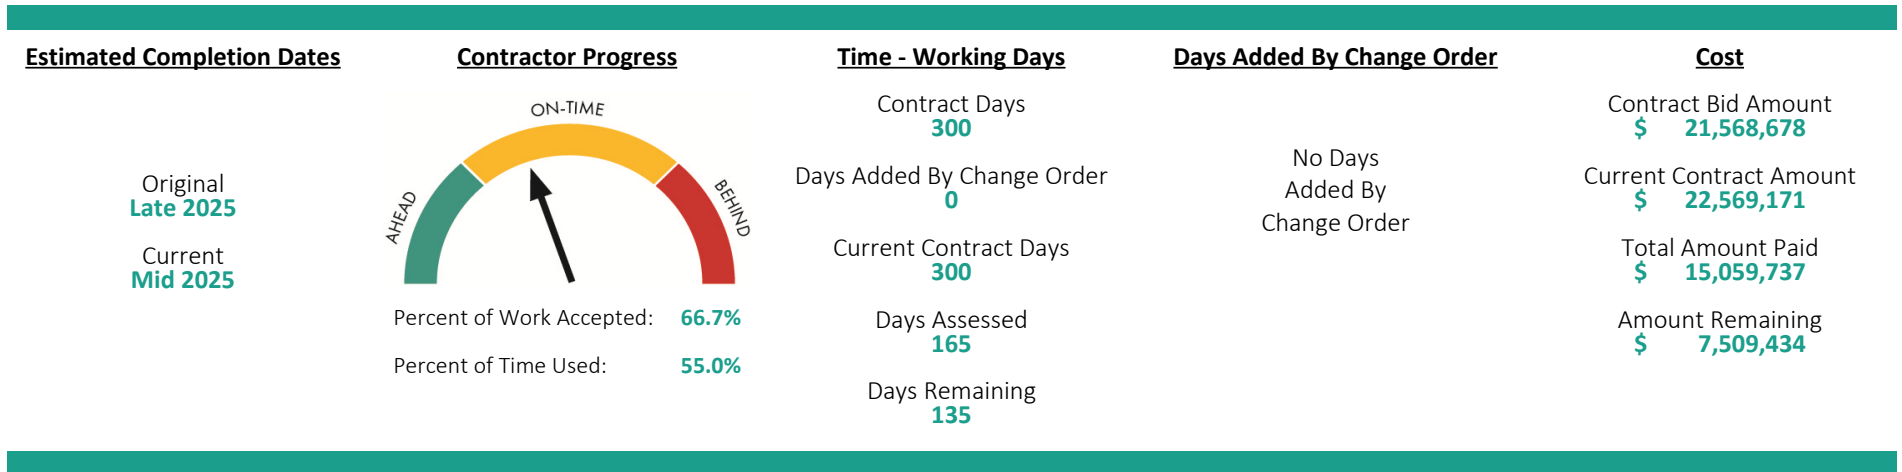 Estimated Completion Dates
Original
Late 2025
Current
Mid 2025
Contractor Progress
ON-TIME
AHEAD
BEHIND
Percent of Work Accepted: 66.7%
Percent of Time Used: 55.0%
Time - Working Days
Contract Days
300
Days Added By Change Order
0
Current Contract Days
300
Days Assessed
165
Days Remaining
135
Days Added By Change Order
No Days
Added By
Change Order
Cost
Contract Bid Amount
$ 21,568,678
Current Contract Amount
$ 22,569,171
Total Amount Paid
$ 15,059,737
Amount Remaining
$ 7,509,434